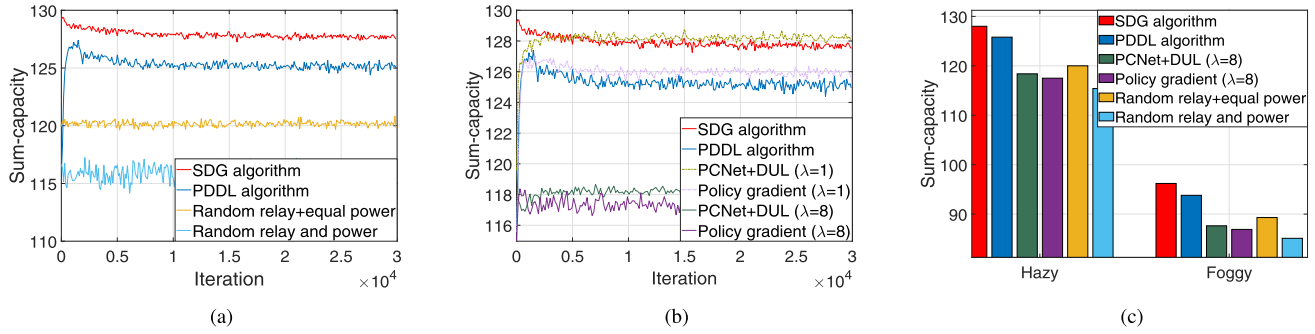 130
125
120
115
110
Sum-capacity
SDG algorithm
PDDL algorithm
Random relay+equal power
Random relay and power
0 0.5 1 1.5 2 2.5 3
Iteration
×10⁴
(a)
130
128
126
124
122
120
118
116
Sum-capacity
SDG algorithm
PDDL algorithm
PCNet+DUL (λ=1)
Policy gradient (λ=1)
PCNet+DUL (λ=8)
Policy gradient (λ=8)
0 0.5 1 1.5 2 2.5 3
Iteration
×10⁴
(b)
130
120
110
100
90
Sum-capacity
SDG algorithm
PDDL algorithm
PCNet+DUL (λ=8)
Policy gradient (λ=8)
Random relay+equal power
Random relay and power
Hazy Foggy
(c)